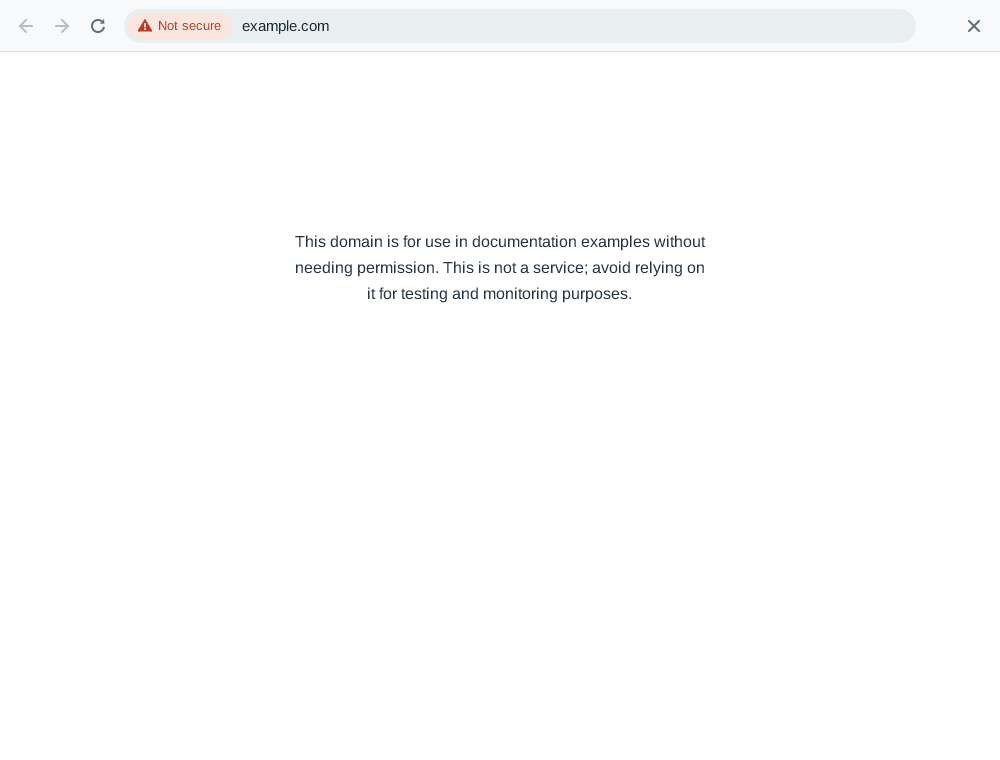 Not secure example.com
This domain is for use in documentation examples without
needing permission. This is not a service; avoid relying on
it for testing and monitoring purposes.